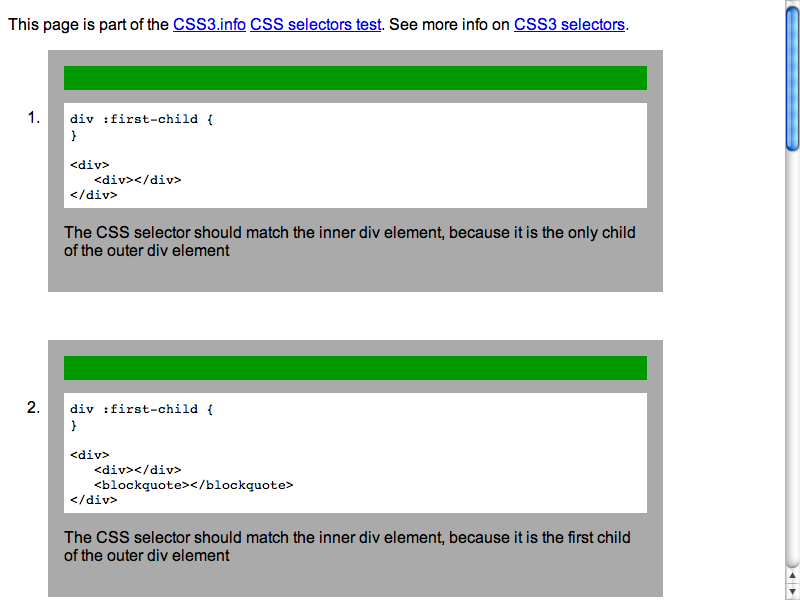 This page is part of the CSS3.info CSS selectors test. See more info on CSS3 selectors.
1.
div :first-child {
}
<div>
   <div></div>
</div>
The CSS selector should match the inner div element, because it is the only child
of the outer div element
2.
div :first-child {
}
<div>
   <div></div>
   <blockquote></blockquote>
</div>
The CSS selector should match the inner div element, because it is the first child
of the outer div element